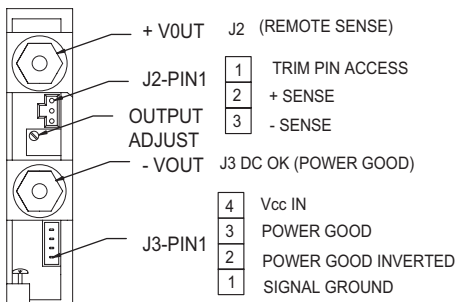 + V0UT
J2 (REMOTE SENSE)
J2-PIN1
1 TRIM PIN ACCESS
2 + SENSE
3 - SENSE
OUTPUT
ADJUST
- VOUT
J3 DC OK (POWER GOOD)
J3-PIN1
4 Vcc IN
3 POWER GOOD
2 POWER GOOD INVERTED
1 SIGNAL GROUND